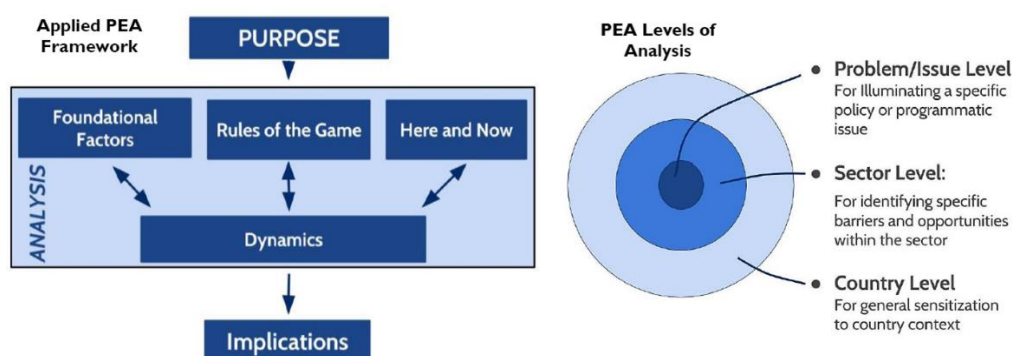 Applied PEA
Framework
PURPOSE
Foundational
Factors
Rules of the Game
Here and Now
ANALYSIS
Dynamics
Implications
PEA Levels of
Analysis
• Problem/Issue Level
For Illuminating a specific
policy or programmatic
issue
• Sector Level:
For identifying specific
barriers and opportunities
within the sector
• Country Level
For general sensitization
to country context